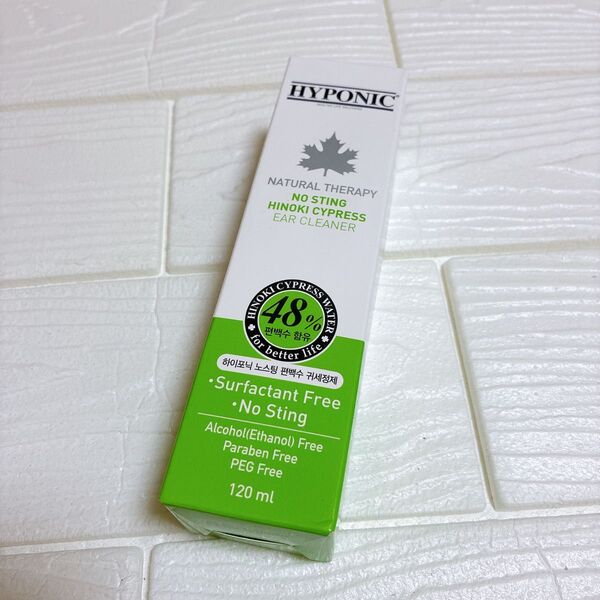 HYPONIC®
NATURAL THERAPY
NO STING
HINOKI CYPRESS
EAR CLEANER
HINOKI CYPRESS WATER
48%
편백수 함유
for better life
하이포닉 노스팅 편백수 귀세정제
•Surfactant Free
•No Sting
Alcohol(Ethanol) Free
Paraben Free
PEG Free
120 ml